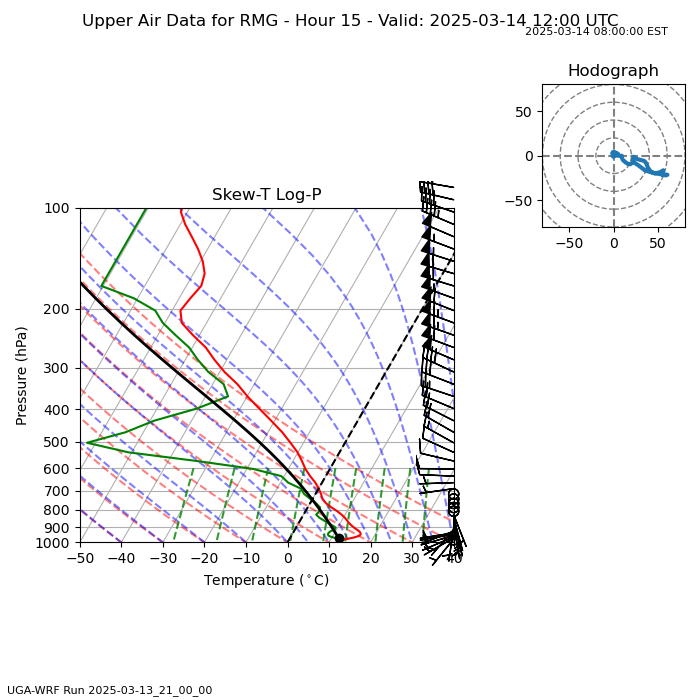 Upper Air Data for RMG - Hour 15 - Valid: 2025-03-14 12:00 UTC
2025-03-14 08:00:00 EST
Hodograph
50
0
−50
−50 0 50
Skew-T Log-P
100
200
300
400
500
600
700
800
900
1000
Pressure (hPa)
−50 −40 −30 −20 −10 0 10 20 30 40
Temperature (°C)
UGA-WRF Run 2025-03-13_21_00_00